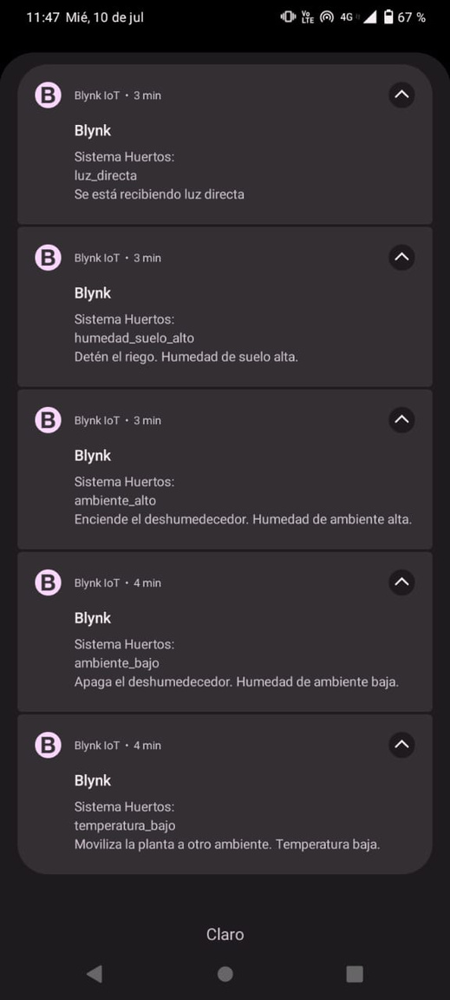 11:47 Mié, 10 de jul Vo LTE 4G 67 %
B Blynk IoT • 3 min
Blynk
Sistema Huertos:
luz_directa
Se está recibiendo luz directa
B Blynk IoT • 3 min
Blynk
Sistema Huertos:
humedad_suelo_alto
Detén el riego. Humedad de suelo alta.
B Blynk IoT • 3 min
Blynk
Sistema Huertos:
ambiente_alto
Enciende el deshumedecedor. Humedad de ambiente alta.
B Blynk IoT • 4 min
Blynk
Sistema Huertos:
ambiente_bajo
Apaga el deshumedecedor. Humedad de ambiente baja.
B Blynk IoT • 4 min
Blynk
Sistema Huertos:
temperatura_bajo
Moviliza la planta a otro ambiente. Temperatura baja.
Claro